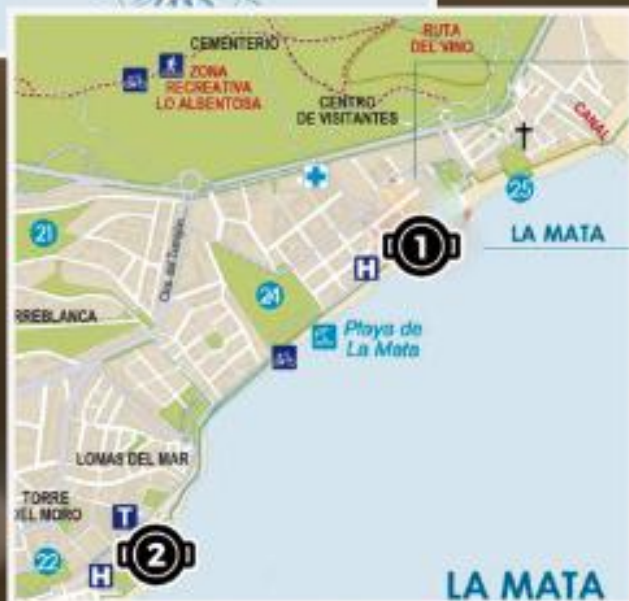 CEMENTERIO
RUTA
DEL VINO
ZONA
RECREATIVA
LO ALBENTOSA
CENTRO
DE VISITANTES
CANAL
25
LA MATA
21
1
H
24
RREBLANCA
Playa de
La Mata
LOMAS DEL MAR
TORRE
DEL MORO
T
2
22
H
LA MATA